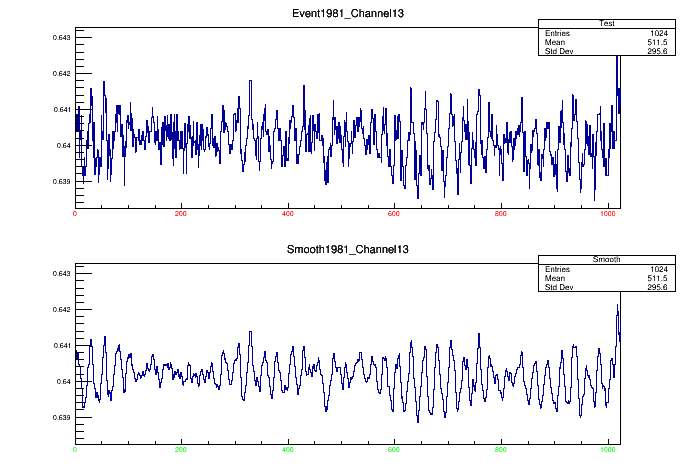 Event1981_Channel13
Test
Entries 1024
Mean 511.5
Std Dev 295.6
0.643
0.642
0.641
0.64
0.639
0 200 400 600 800 1000
Smooth1981_Channel13
Smooth
Entries 1024
Mean 511.5
Std Dev 295.6
0.643
0.642
0.641
0.64
0.639
0 200 400 600 800 1000